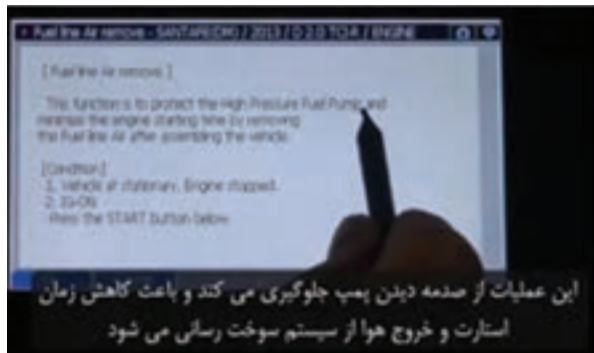 Fuel line Air remove - SANTAFE(DM) / 2013 / D 2.0 TCI-R / ENGINE
[ Fuel line Air remove ]
This function is to protect the High Pressure Fuel Pump and
minimize the engine starting time by removing
the fuel line Air after assembling the vehicle.
[Condition]
1. Vehicle at stationary, Engine stopped.
2. IG-ON
Press the START button below
این عملیات از صدمه دیدن پمپ جلوگیری می کند و باعث کاهش زمان
استارت و خروج هوا از سیستم سوخت رسانی می شود